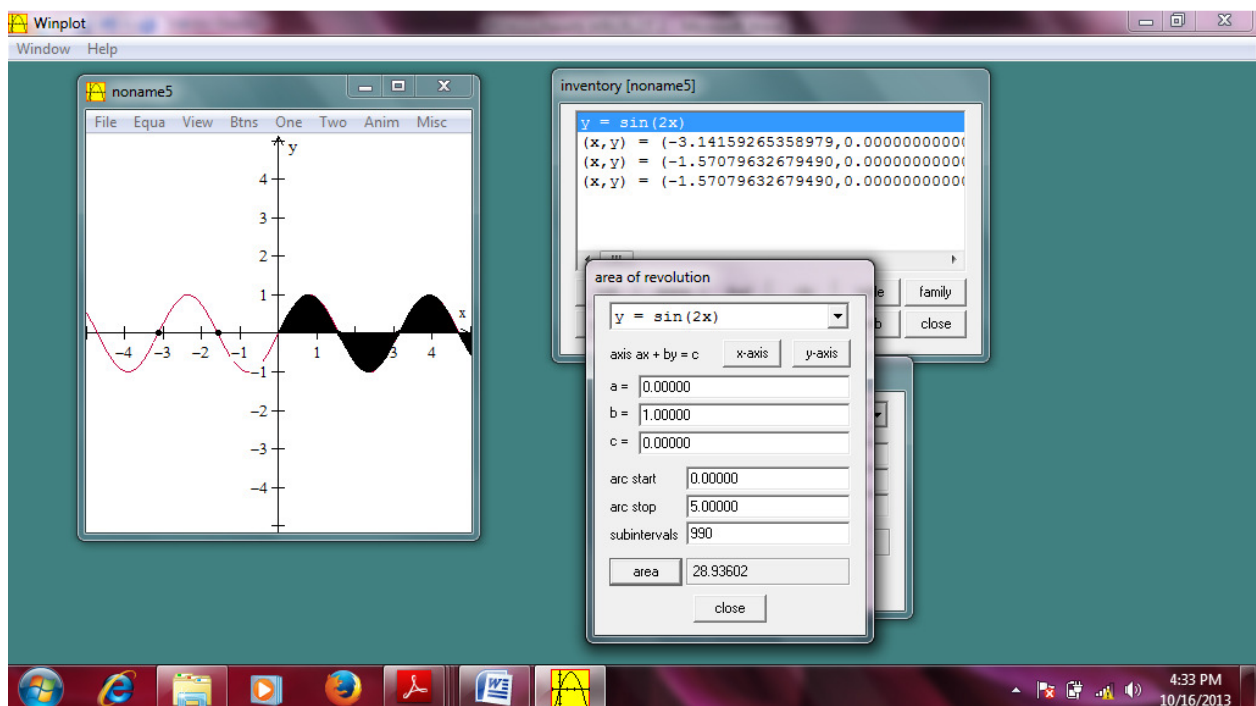 Winplot
Window Help
noname5
File Equa View Btns One Two Anim Misc
y
4
3
2
1
x
-4 -3 -2 -1 1 3 4
-1
-2
-3
-4
inventory [noname5]
y = sin(2x)
(x,y) = (-3.14159265358979,0.0000000000
(x,y) = (-1.57079632679490,0.0000000000
(x,y) = (-1.57079632679490,0.0000000000
family
close
area of revolution
y = sin(2x)
axis ax + by = c x-axis y-axis
a = 0.00000
b = 1.00000
c = 0.00000
arc start 0.00000
arc stop 5.00000
subintervals 990
area 28.93602
close
4:33 PM
10/16/2013